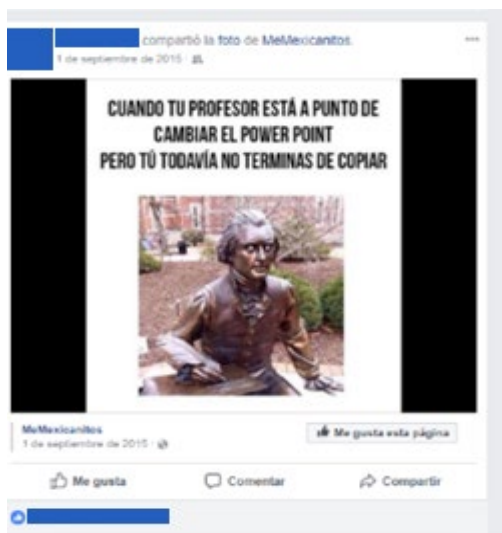 compartió la foto de MeMexicanitos.
1 de septiembre de 2015
CUANDO TU PROFESOR ESTÁ A PUNTO DE
CAMBIAR EL POWER POINT
PERO TÚ TODAVÍA NO TERMINAS DE COPIAR
MeMexicanitos
1 de septiembre de 2015
Me gusta esta página
Me gusta
Comentar
Compartir